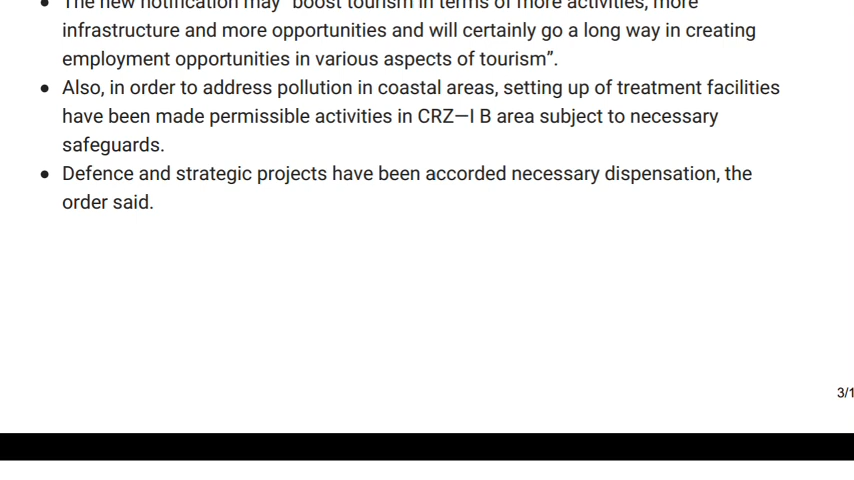 • The new notification may "boost tourism in terms of more activities, more
infrastructure and more opportunities and will certainly go a long way in creating
employment opportunities in various aspects of tourism”.
• Also, in order to address pollution in coastal areas, setting up of treatment facilities
have been made permissible activities in CRZ—I B area subject to necessary
safeguards.
• Defence and strategic projects have been accorded necessary dispensation, the
order said.
3/1